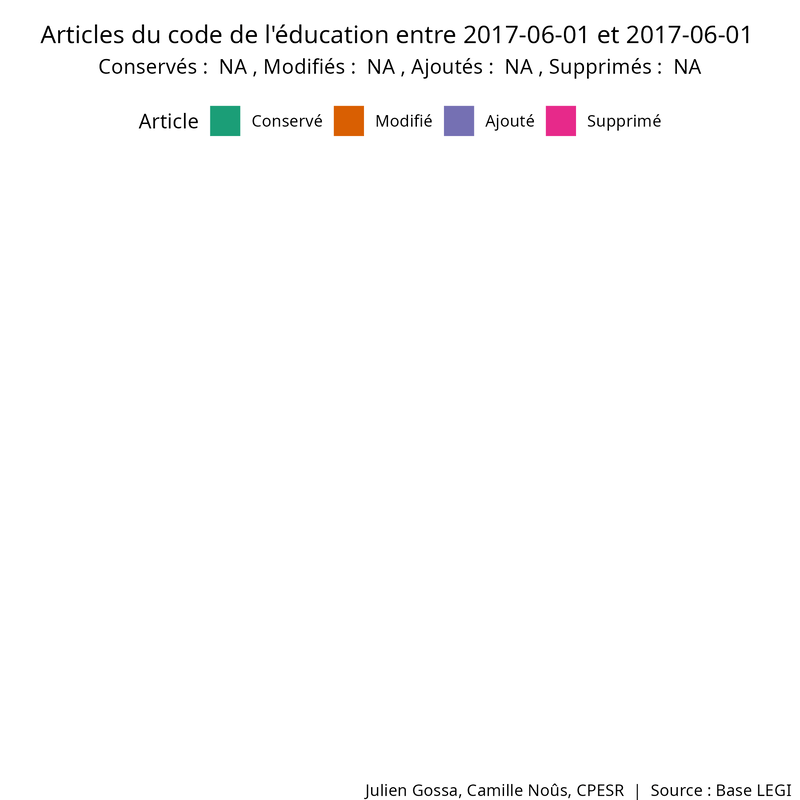 Articles du code de l'éducation entre 2017-06-01 et 2017-06-01
Conservés :  NA , Modifiés :  NA , Ajoutés :  NA , Supprimés :  NA
Article Conservé Modifié Ajouté Supprimé
Julien Gossa, Camille Noûs, CPESR  |  Source : Base LEGI